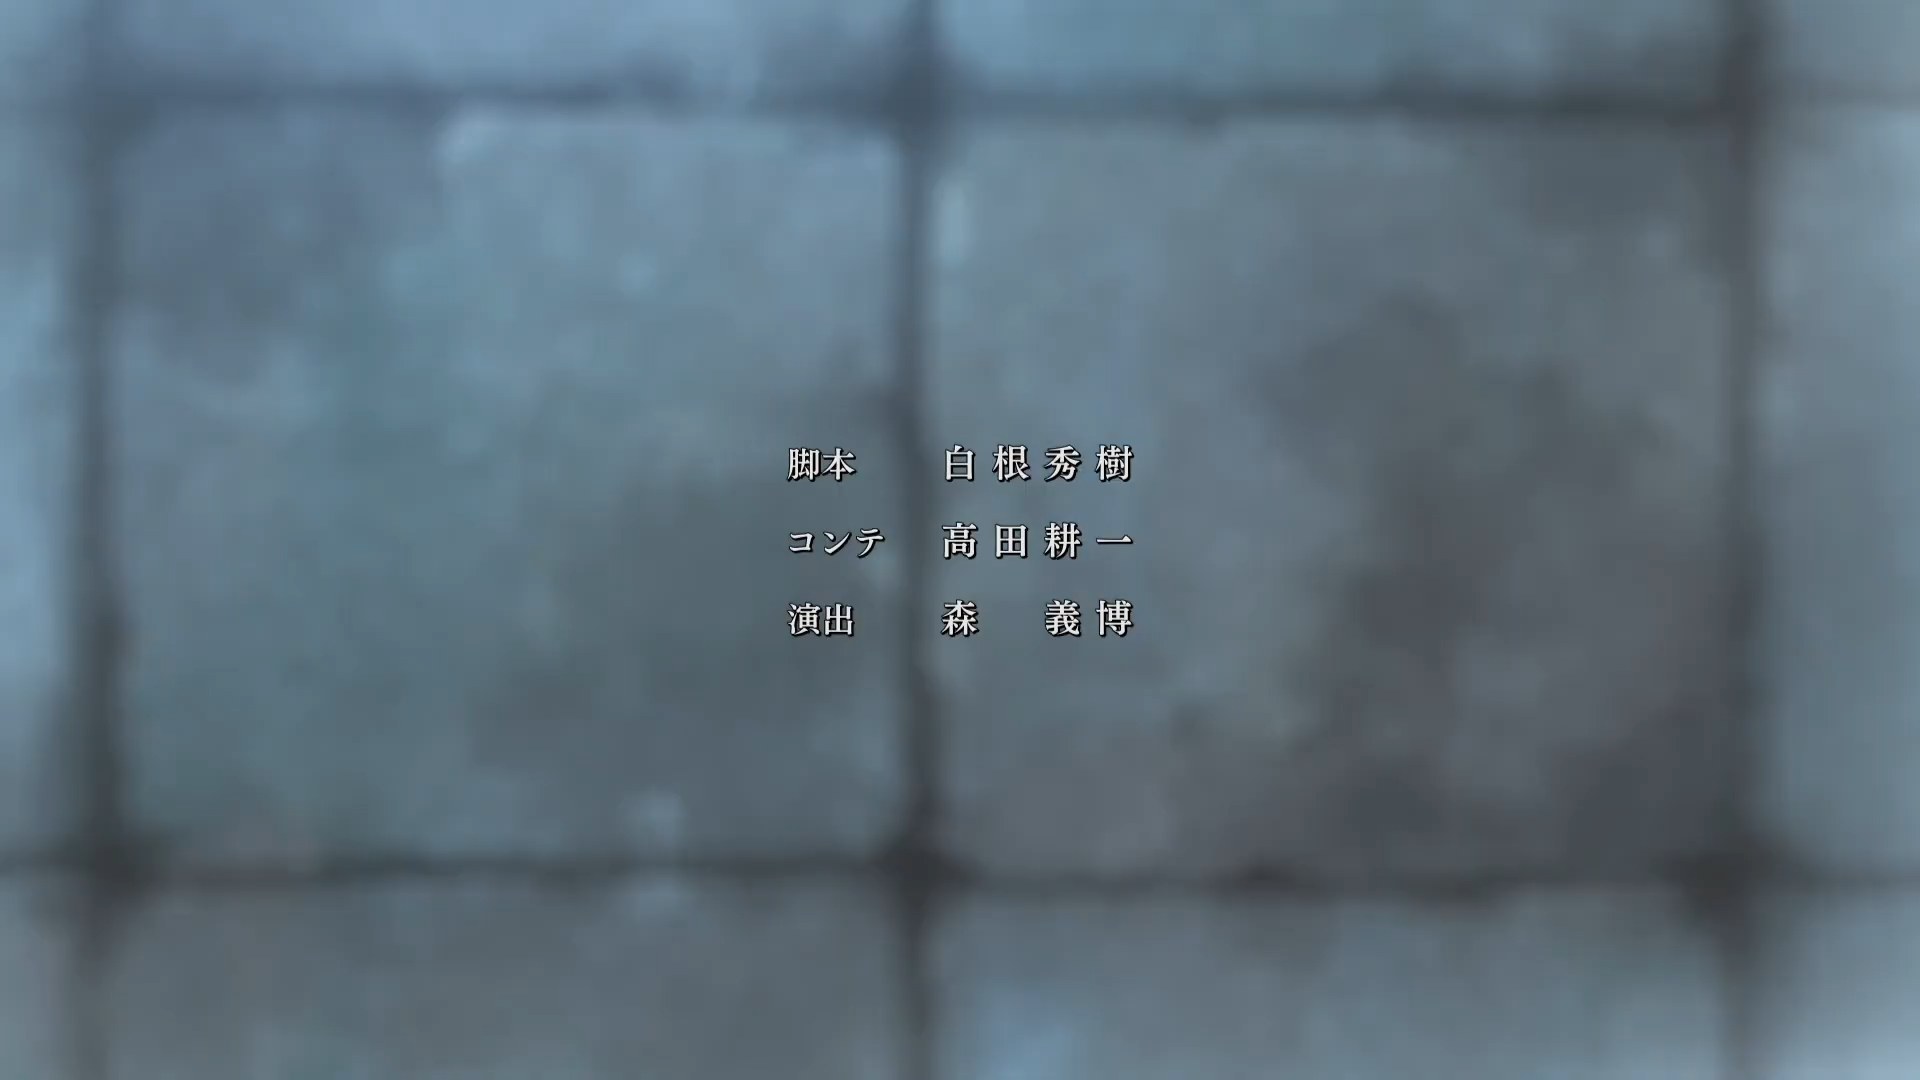 脚本 白根秀樹
コンテ 高田耕一
演出 森 義博